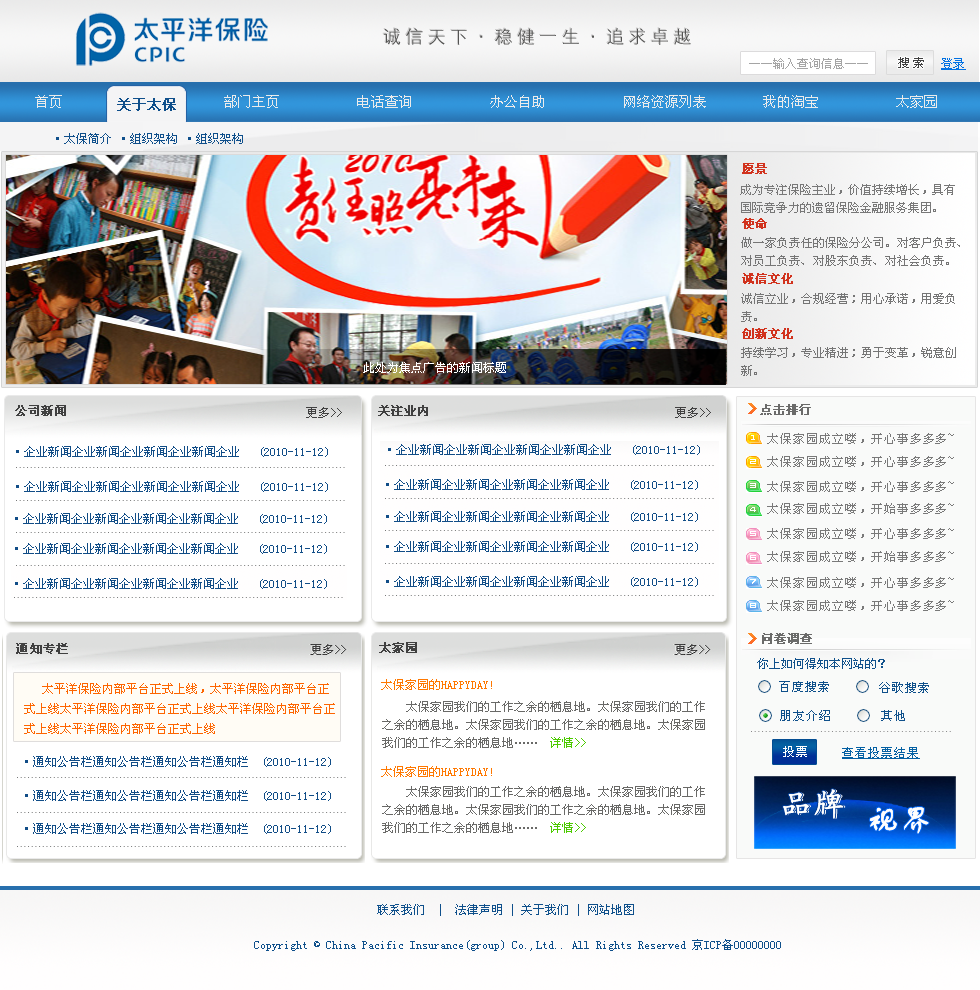 太平洋保险
CPIC
诚信天下·稳健一生·追求卓越
——输入查询信息——
搜索
登录
首页
关于太保
部门主页
电话查询
办公自助
网络资源列表
我的淘宝
太家园
·太保简介 ·组织架构 ·组织架构
2010
责任照亮未来
此处为焦点广告的新闻标题
愿景
成为专注保险主业，价值持续增长，具有
国际竞争力的遗留保险金融服务集团。
使命
做一家负责任的保险分公司。对客户负责、
对员工负责、对股东负责、对社会负责。
诚信文化
诚信立业，合规经营；用心承诺，用爱负
责。
创新文化
持续学习，专业精进；勇于变革，锐意创
新。
公司新闻 更多>>
·企业新闻企业新闻企业新闻企业新闻企业 (2010-11-12)
·企业新闻企业新闻企业新闻企业新闻企业 (2010-11-12)
·企业新闻企业新闻企业新闻企业新闻企业 (2010-11-12)
·企业新闻企业新闻企业新闻企业新闻企业 (2010-11-12)
·企业新闻企业新闻企业新闻企业新闻企业 (2010-11-12)
关注业内 更多>>
·企业新闻企业新闻企业新闻企业新闻企业 (2010-11-12)
·企业新闻企业新闻企业新闻企业新闻企业 (2010-11-12)
·企业新闻企业新闻企业新闻企业新闻企业 (2010-11-12)
·企业新闻企业新闻企业新闻企业新闻企业 (2010-11-12)
·企业新闻企业新闻企业新闻企业新闻企业 (2010-11-12)
点击排行
1 太保家园成立喽，开心事多多多~
2 太保家园成立喽，开心事多多多~
3 太保家园成立喽，开心事多多多~
4 太保家园成立喽，开始事多多多~
5 太保家园成立喽，开心事多多多~
6 太保家园成立喽，开始事多多多~
7 太保家园成立喽，开心事多多多~
8 太保家园成立喽，开心事多多多~
通知专栏 更多>>
太平洋保险内部平台正式上线，太平洋保险内部平台正
式上线太平洋保险内部平台正式上线太平洋保险内部平台正
式上线太平洋保险内部平台正式上线
·通知公告栏通知公告栏通知公告栏通知栏 (2010-11-12)
·通知公告栏通知公告栏通知公告栏通知栏 (2010-11-12)
·通知公告栏通知公告栏通知公告栏通知栏 (2010-11-12)
太家园 更多>>
太保家园的HAPPYDAY!
太保家园我们的工作之余的栖息地。太保家园我们的工作
之余的栖息地。太保家园我们的工作之余的栖息地。太保家园
我们的工作之余的栖息地…… 详情>>
太保家园的HAPPYDAY!
太保家园我们的工作之余的栖息地。太保家园我们的工作
之余的栖息地。太保家园我们的工作之余的栖息地。太保家园
我们的工作之余的栖息地…… 详情>>
问卷调查
你上如何得知本网站的?
百度搜索 谷歌搜索
朋友介绍 其他
投票 查看投票结果
品牌 视界
联系我们 | 法律声明 | 关于我们 | 网站地图
Copyright © China Pacific Insurance(group) Co.,Ltd.. All Rights Reserved 京ICP备00000000